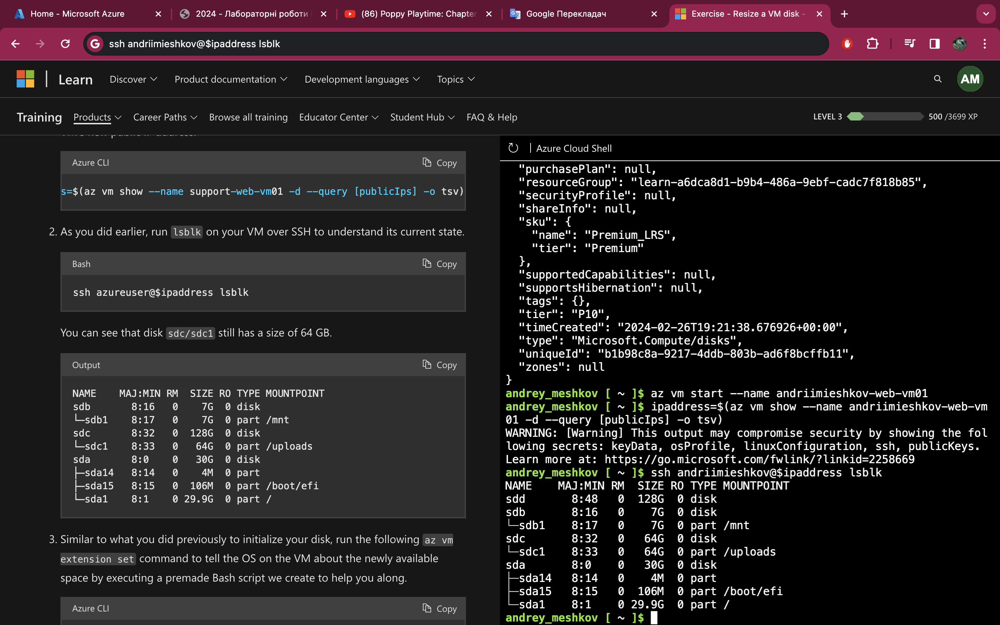 Home - Microsoft Azure
2024 - Лабораторні роботи
(86) Poppy Playtime: Chapter
Google Перекладач
Exercise - Resize a VM disk -
ssh andriimieshkov@$ipaddress lsblk
Learn
Discover
Product documentation
Development languages
Topics
AM
Training
Products
Career Paths
Browse all training
Educator Center
Student Hub
FAQ & Help
LEVEL 3
500 /3699 XP
Azure CLI
Copy
s=$(az vm show --name support-web-vm01 -d --query [publicIps] -o tsv)
2. As you did earlier, run lsblk on your VM over SSH to understand its current state.
Bash
Copy
ssh azureuser@$ipaddress lsblk
You can see that disk sdc/sdc1 still has a size of 64 GB.
Output
Copy
NAME    MAJ:MIN RM   SIZE RO TYPE MOUNTPOINT
sdb       8:16   0     7G  0 disk
└─sdb1    8:17   0     7G  0 part /mnt
sdc       8:32   0   128G  0 disk
└─sdc1    8:33   0    64G  0 part /uploads
sda       8:0    0    30G  0 disk
├─sda14   8:14   0     4M  0 part
├─sda15   8:15   0   106M  0 part /boot/efi
└─sda1    8:1    0  29.9G  0 part /
3. Similar to what you did previously to initialize your disk, run the following az vm
extension set command to tell the OS on the VM about the newly available
space by executing a premade Bash script we create to help you along.
Azure CLI
Copy
Azure Cloud Shell
"purchasePlan": null,
"resourceGroup": "learn-a6dca8d1-b9b4-486a-9ebf-cadc7f818b85",
"securityProfile": null,
"shareInfo": null,
"sku": {
"name": "Premium_LRS",
"tier": "Premium"
},
"supportedCapabilities": null,
"supportsHibernation": null,
"tags": {},
"tier": "P10",
"timeCreated": "2024-02-26T19:21:38.676926+00:00",
"type": "Microsoft.Compute/disks",
"uniqueId": "b1b98c8a-9217-4ddb-803b-ad6f8bcffb11",
"zones": null
}
andrey_meshkov [ ~ ]$ az vm start --name andriimieshkov-web-vm01
andrey_meshkov [ ~ ]$ ipaddress=$(az vm show --name andriimieshkov-web-vm
01 -d --query [publicIps] -o tsv)
WARNING: [Warning] This output may compromise security by showing the fol
lowing secrets: keyData, osProfile, linuxConfiguration, ssh, publicKeys.
Learn more at: https://go.microsoft.com/fwlink/?linkid=2258669
andrey_meshkov [ ~ ]$ ssh andriimieshkov@$ipaddress lsblk
NAME    MAJ:MIN RM   SIZE RO TYPE MOUNTPOINT
sdd       8:48   0   128G  0 disk
sdb       8:16   0     7G  0 disk
└─sdb1    8:17   0     7G  0 part /mnt
sdc       8:32   0    64G  0 disk
└─sdc1    8:33   0    64G  0 part /uploads
sda       8:0    0    30G  0 disk
├─sda14   8:14   0     4M  0 part
├─sda15   8:15   0   106M  0 part /boot/efi
└─sda1    8:1    0  29.9G  0 part /
andrey_meshkov [ ~ ]$